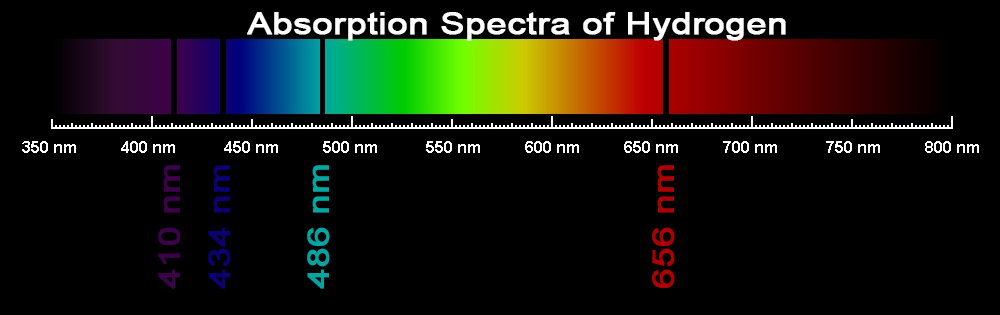 Absorption Spectra of Hydrogen
350 nm 400 nm 450 nm 500 nm 550 nm 600 nm 650 nm 700 nm 750 nm 800 nm
410 nm
434 nm
486 nm
656 nm